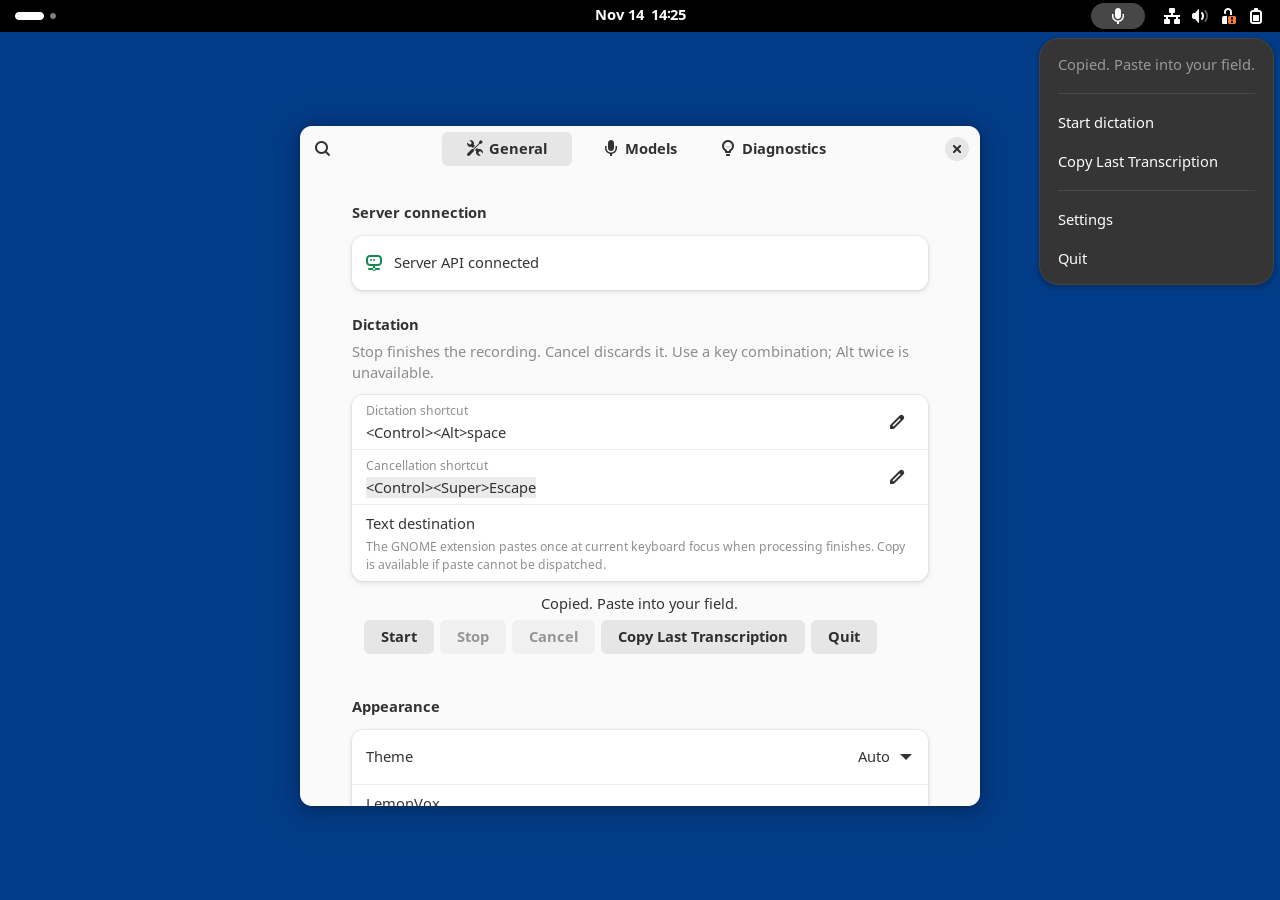 Nov 14 14:25
Copied. Paste into your field.
Start dictation
Copy Last Transcription
Settings
Quit
General
Models
Diagnostics
Server connection
Server API connected
Dictation
Stop finishes the recording. Cancel discards it. Use a key combination; Alt twice is
unavailable.
Dictation shortcut
<Control><Alt>space
Cancellation shortcut
<Control><Super>Escape
Text destination
The GNOME extension pastes once at current keyboard focus when processing finishes. Copy
is available if paste cannot be dispatched.
Copied. Paste into your field.
Start Stop Cancel Copy Last Transcription Quit
Appearance
Theme Auto
LemonVox